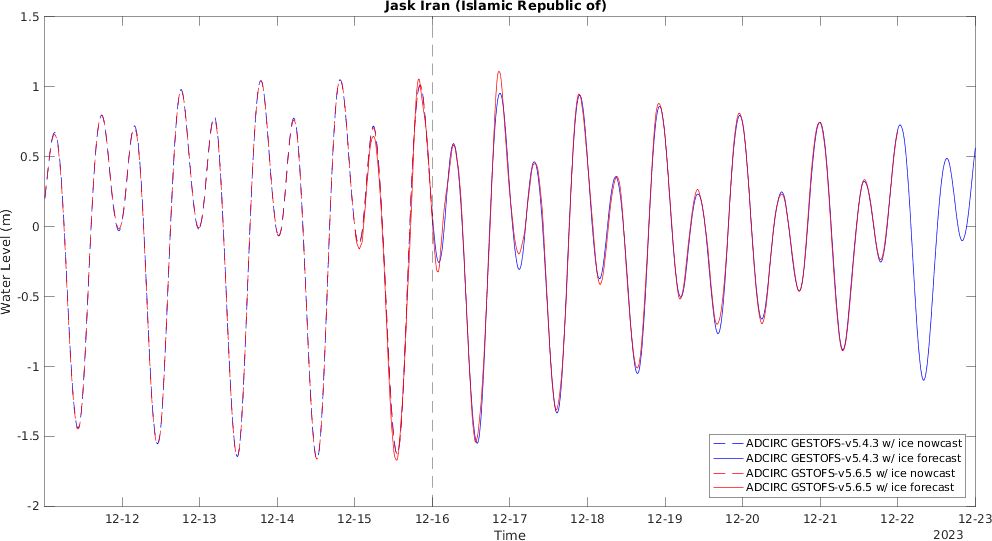 Jask Iran (Islamic Republic of)
Water Level (m)
1.5
1
0.5
0
-0.5
-1
-1.5
-2
ADCIRC GESTOFS-v5.4.3 w/ ice nowcast
ADCIRC GESTOFS-v5.4.3 w/ ice forecast
ADCIRC GSTOFS-v5.6.5 w/ ice nowcast
ADCIRC GSTOFS-v5.6.5 w/ ice forecast
12-12 12-13 12-14 12-15 12-16 12-17 12-18 12-19 12-20 12-21 12-22 12-23
Time
2023